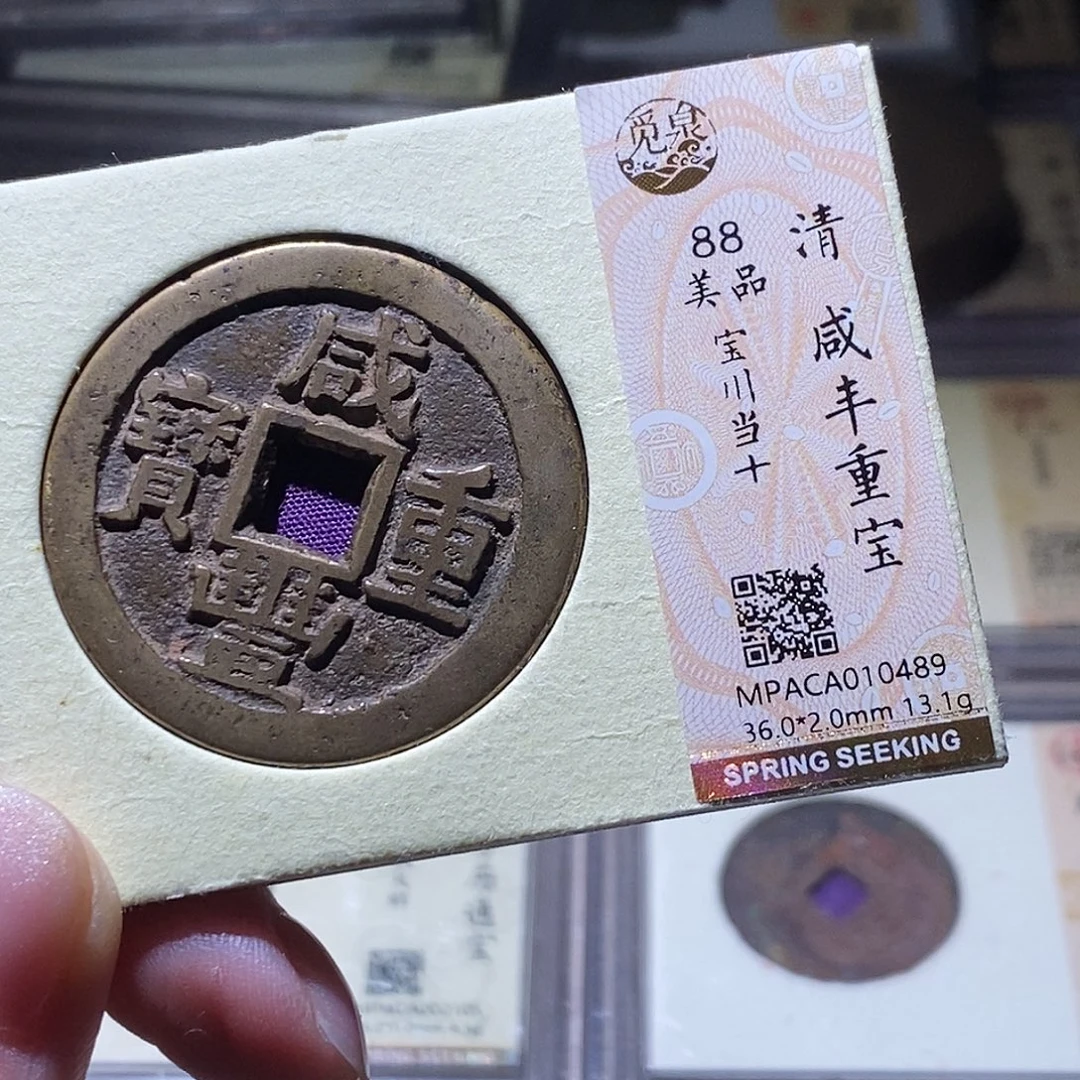 咸豐重寶
觅泉
清 咸丰重宝
88
美品
宝川当十
MPACA010489
36.0*2.0mm 13.1g
SPRING SEEKING